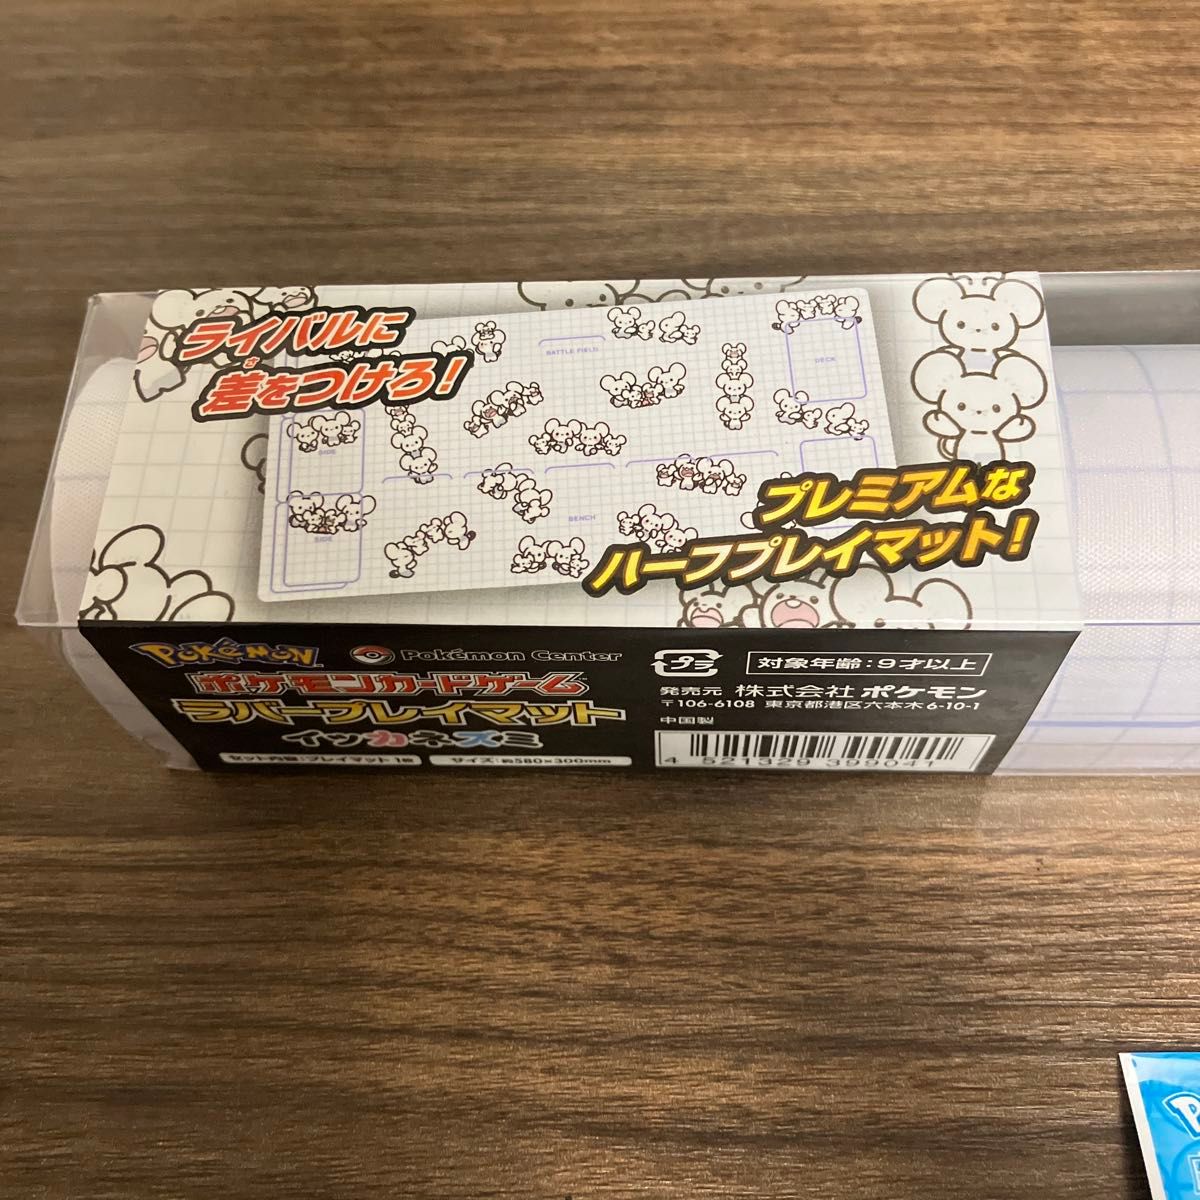 ライバルに
さ
差をつけろ!
BATTLE FIELD
DECK
SIDE
SIDE
BENCH
プレミアムな
ハーフプレイマット!
POKéMON
Pokémon Center
ポケモンカードゲーム
ラバープレイマット
イッカネズミ
セット内容:プレイマット1枚
サイズ:約580×300mm
プラ
対象年齢:9才以上
発売元 株式会社 ポケモン
〒106-6108 東京都港区六本木6-10-1
中国製
4 521329 399041